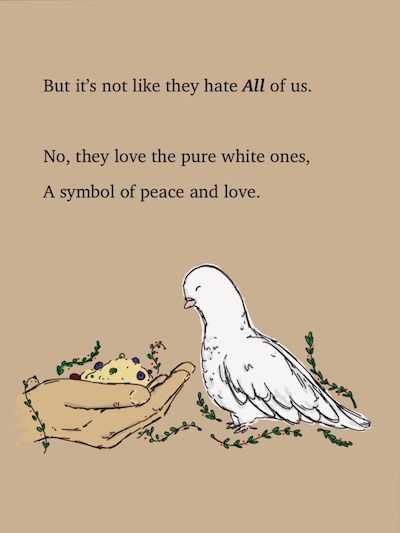 But it’s not like they hate All of us.
No, they love the pure white ones,
A symbol of peace and love.